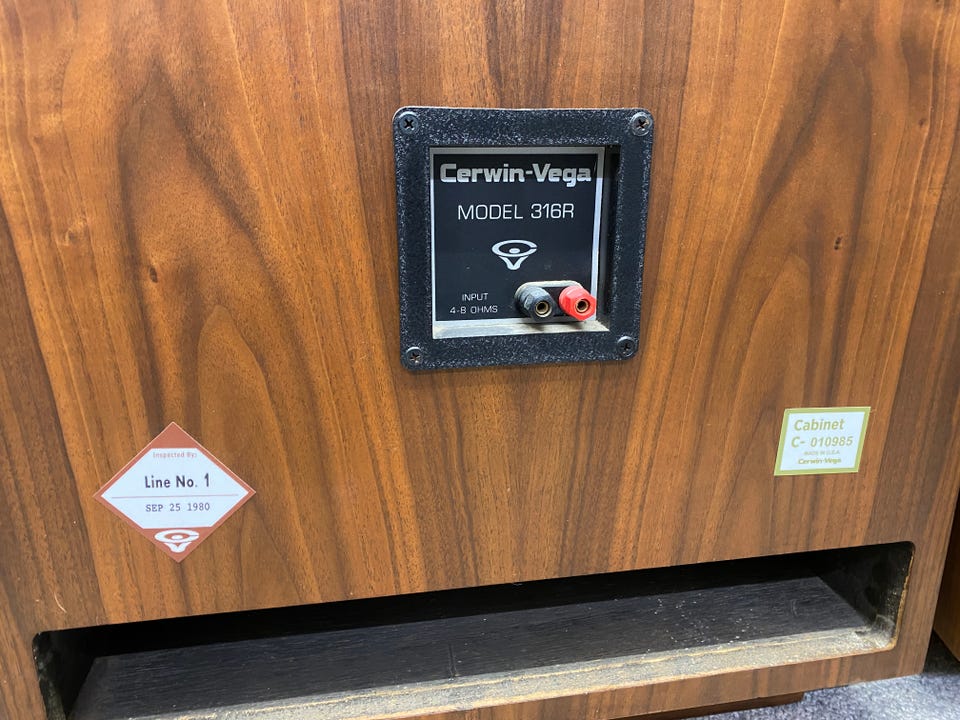 Cerwin-Vega
MODEL 316R
INPUT
4-8 OHMS
Inspected By:
Line No. 1
SEP 25 1980
Cabinet
C- 010985
MADE IN U.S.A.
Cerwin-Vega